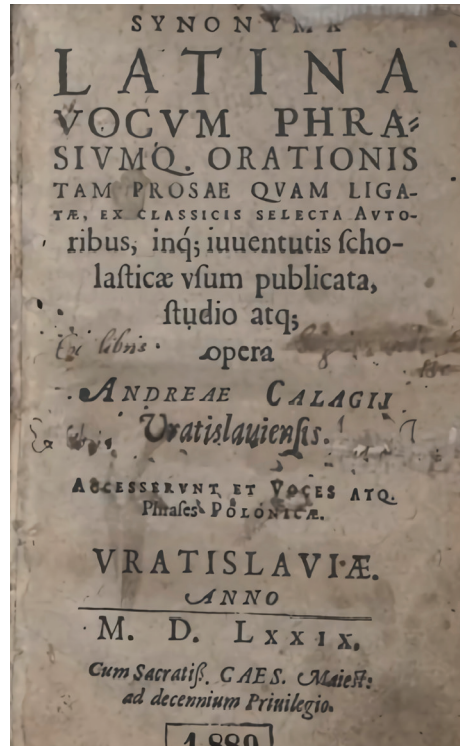 SYNONYMA
LATINA
VOCVM PHRA⸗
SIVMQ. ORATIONIS
TAM PROSAE QVAM LIGA-
TÆ, EX CLASSICIS SELECTA AVTO-
ribus, inq́; iuuentutis ſcho-
laſticæ vſum publicata,
ſtudio atq;
Ex libris
opera
ANDREAE CALAGII
Ex
Vratislauienſis.
ACCESSERVNT ET VOCES ATQ.
Phraſes POLONICÆ.
VRATISLAVIÆ.
ANNO
M. D. LXXIX.
Cum Sacratiſſ. CAES. Maieſt:
ad decennium Priuilegio.
1880